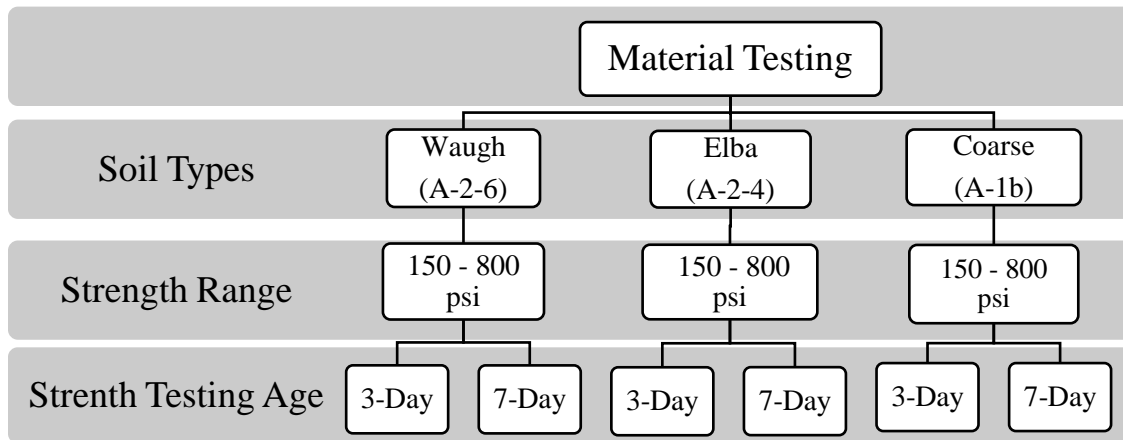 Material Testing
Soil Types
Waugh
(A-2-6)
Elba
(A-2-4)
Coarse
(A-1b)
Strength Range
150 - 800
psi
150 - 800
psi
150 - 800
psi
Strenth Testing Age
3-Day
7-Day
3-Day
7-Day
3-Day
7-Day